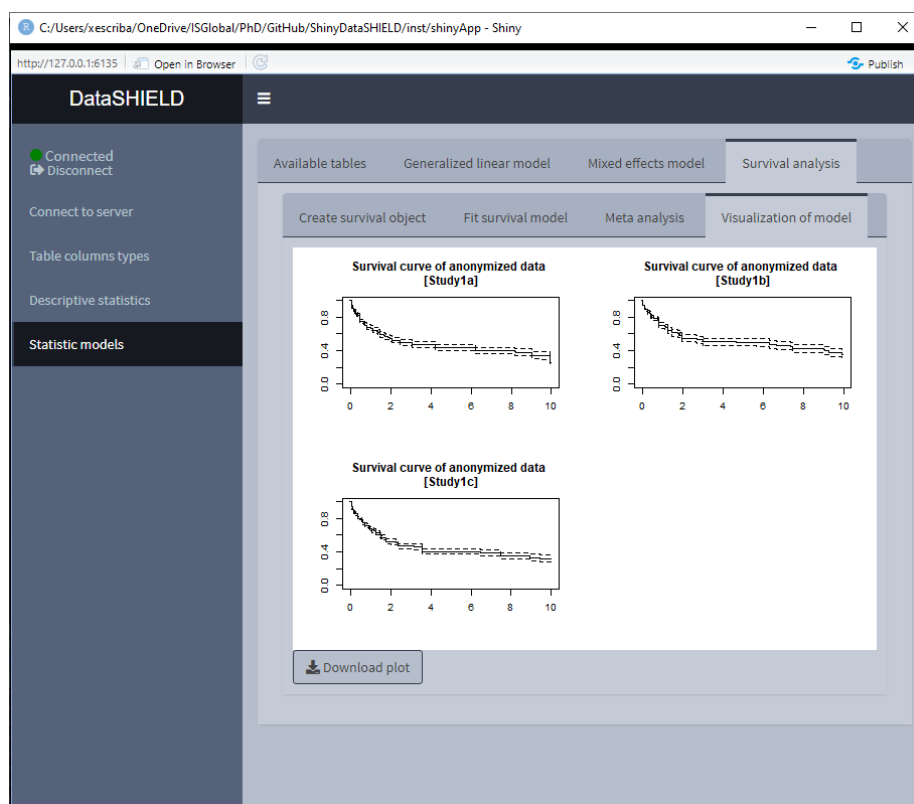 C:/Users/xescriba/OneDrive/ISGlobal/PhD/GitHub/ShinyDataSHIELD/inst/shinyApp - Shiny
http://127.0.0.1:6135 Open in Browser Publish
DataSHIELD
Connected
Disconnect
Connect to server
Table columns types
Descriptive statistics
Statistic models
Available tables Generalized linear model Mixed effects model Survival analysis
Create survival object Fit survival model Meta analysis Visualization of model
Survival curve of anonymized data
[Study1a]
0.8
0.4
0.0
0 2 4 6 8 10
Survival curve of anonymized data
[Study1b]
0.8
0.4
0.0
0 2 4 6 8 10
Survival curve of anonymized data
[Study1c]
0.8
0.4
0.0
0 2 4 6 8 10
Download plot